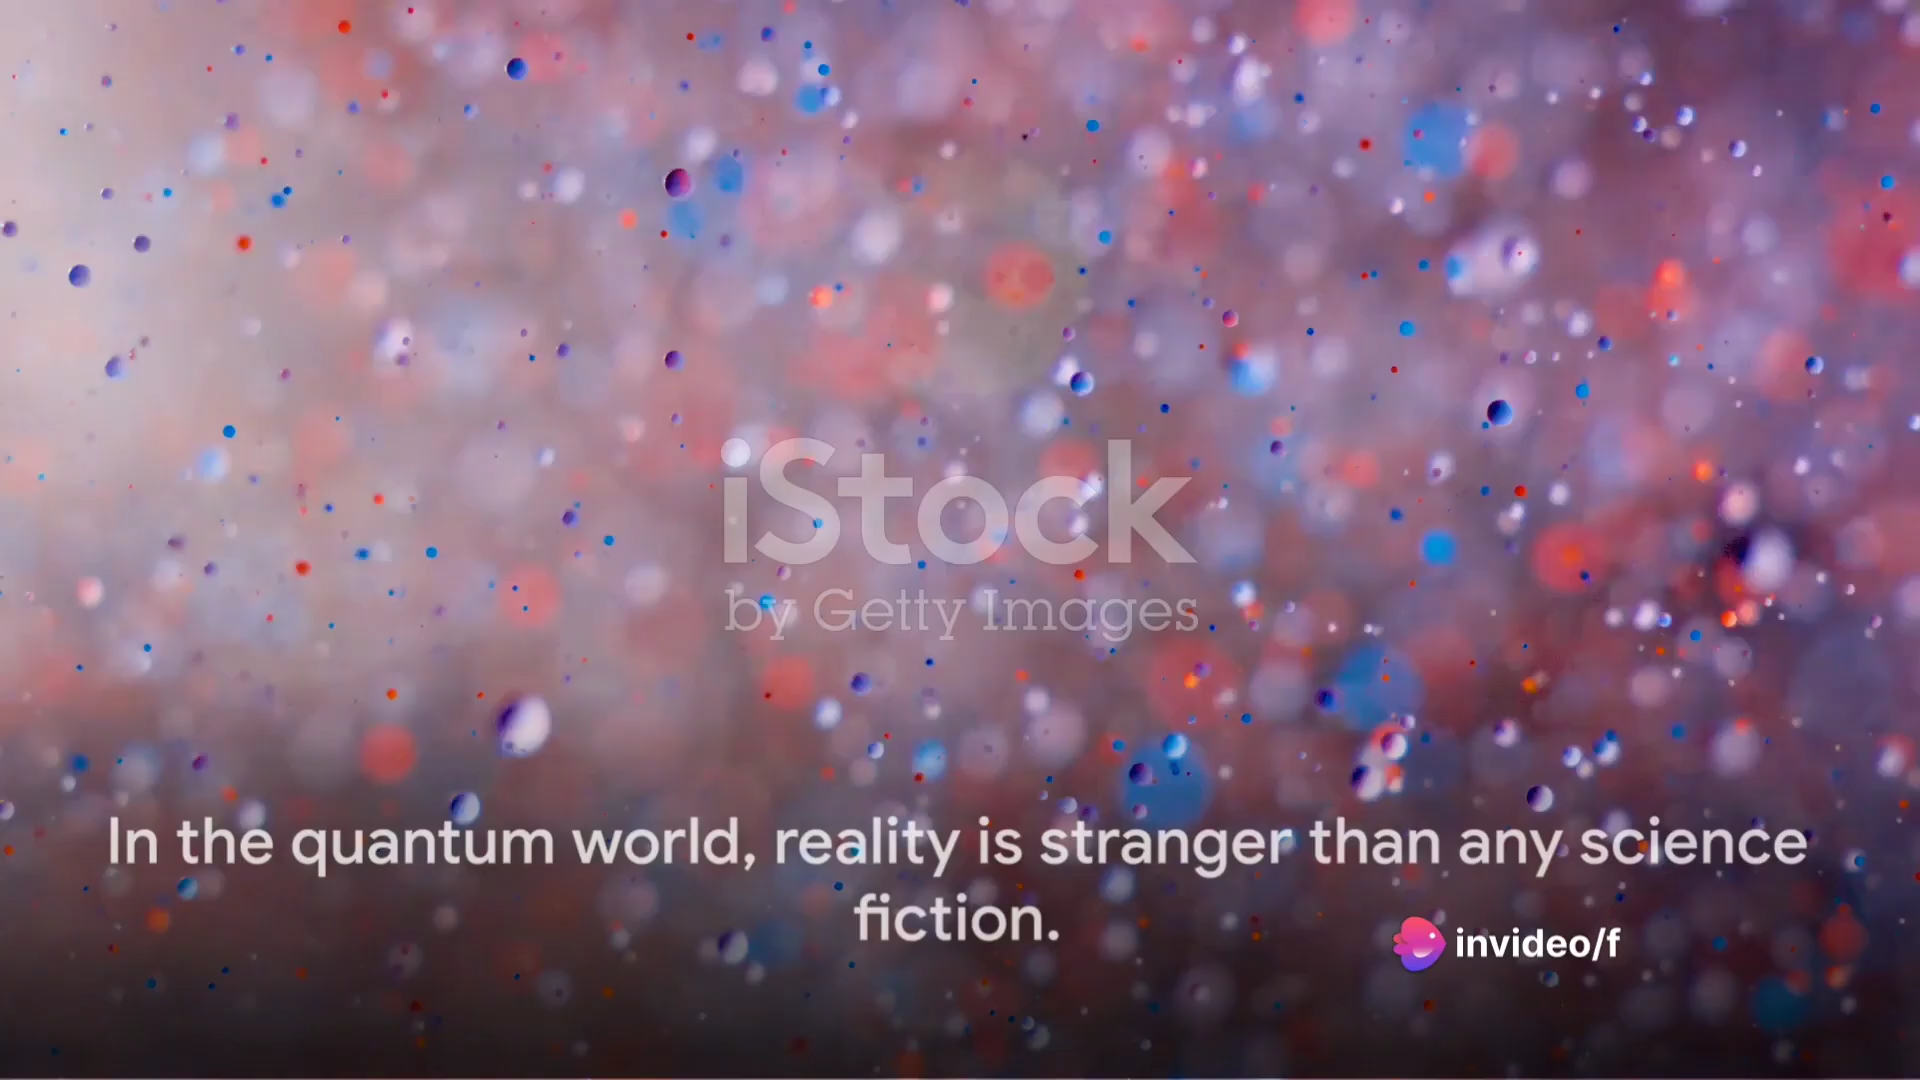 iStock
by Getty Images
In the quantum world, reality is stranger than any science
fiction.
invideo/f